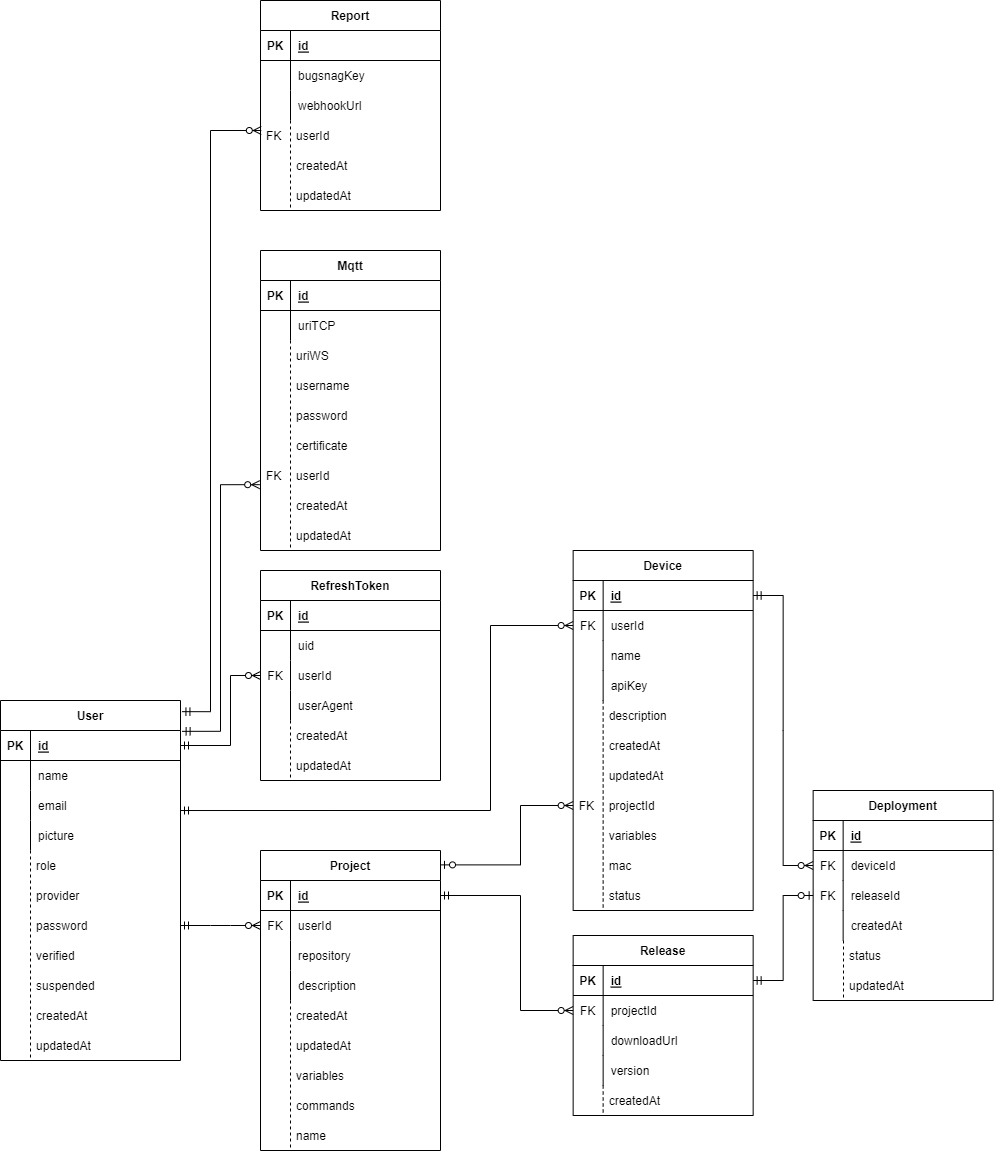 Report
PK id
bugsnagKey
webhookUrl
FK userId
createdAt
updatedAt
Mqtt
PK id
uriTCP
uriWS
username
password
certificate
FK userId
createdAt
updatedAt
RefreshToken
PK id
uid
FK userId
userAgent
createdAt
updatedAt
User
PK id
name
email
picture
role
provider
password
verified
suspended
createdAt
updatedAt
Project
PK id
FK userId
repository
description
createdAt
updatedAt
variables
commands
name
Device
PK id
FK userId
name
apiKey
description
createdAt
updatedAt
FK projectId
variables
mac
status
Release
PK id
FK projectId
downloadUrl
version
createdAt
Deployment
PK id
FK deviceId
FK releaseId
createdAt
status
updatedAt